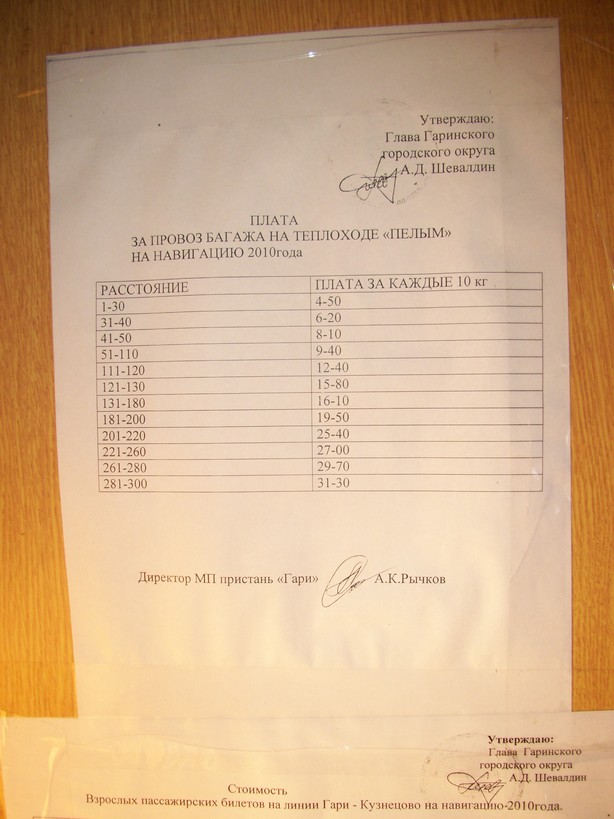 Утверждаю:
Глава Гаринского
городского округа
А.Д. Шевалдин
ПЛАТА
ЗА ПРОВОЗ БАГАЖА НА ТЕПЛОХОДЕ «ПЕЛЫМ»
НА НАВИГАЦИЮ 2010года
РАССТОЯНИЕ ПЛАТА ЗА КАЖДЫЕ 10 кг
1-30 4-50
31-40 6-20
41-50 8-10
51-110 9-40
111-120 12-40
121-130 15-80
131-180 16-10
181-200 19-50
201-220 25-40
221-260 27-00
261-280 29-70
281-300 31-30
Директор МП пристань «Гари» А.К.Рычков
Утверждаю:
Глава Гаринского
городского округа
А.Д. Шевалдин
Стоимость
Взрослых пассажирских билетов на линии Гари - Кузнецово на навигацию-2010года.